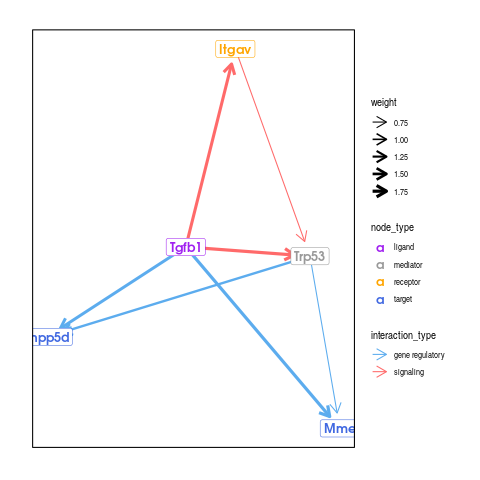 Itgav
Tgfb1
Trp53
npp5d
Mme
weight
0.75
1.00
1.25
1.50
1.75
node_type
a ligand
a mediator
a receptor
a target
interaction_type
gene regulatory
signaling